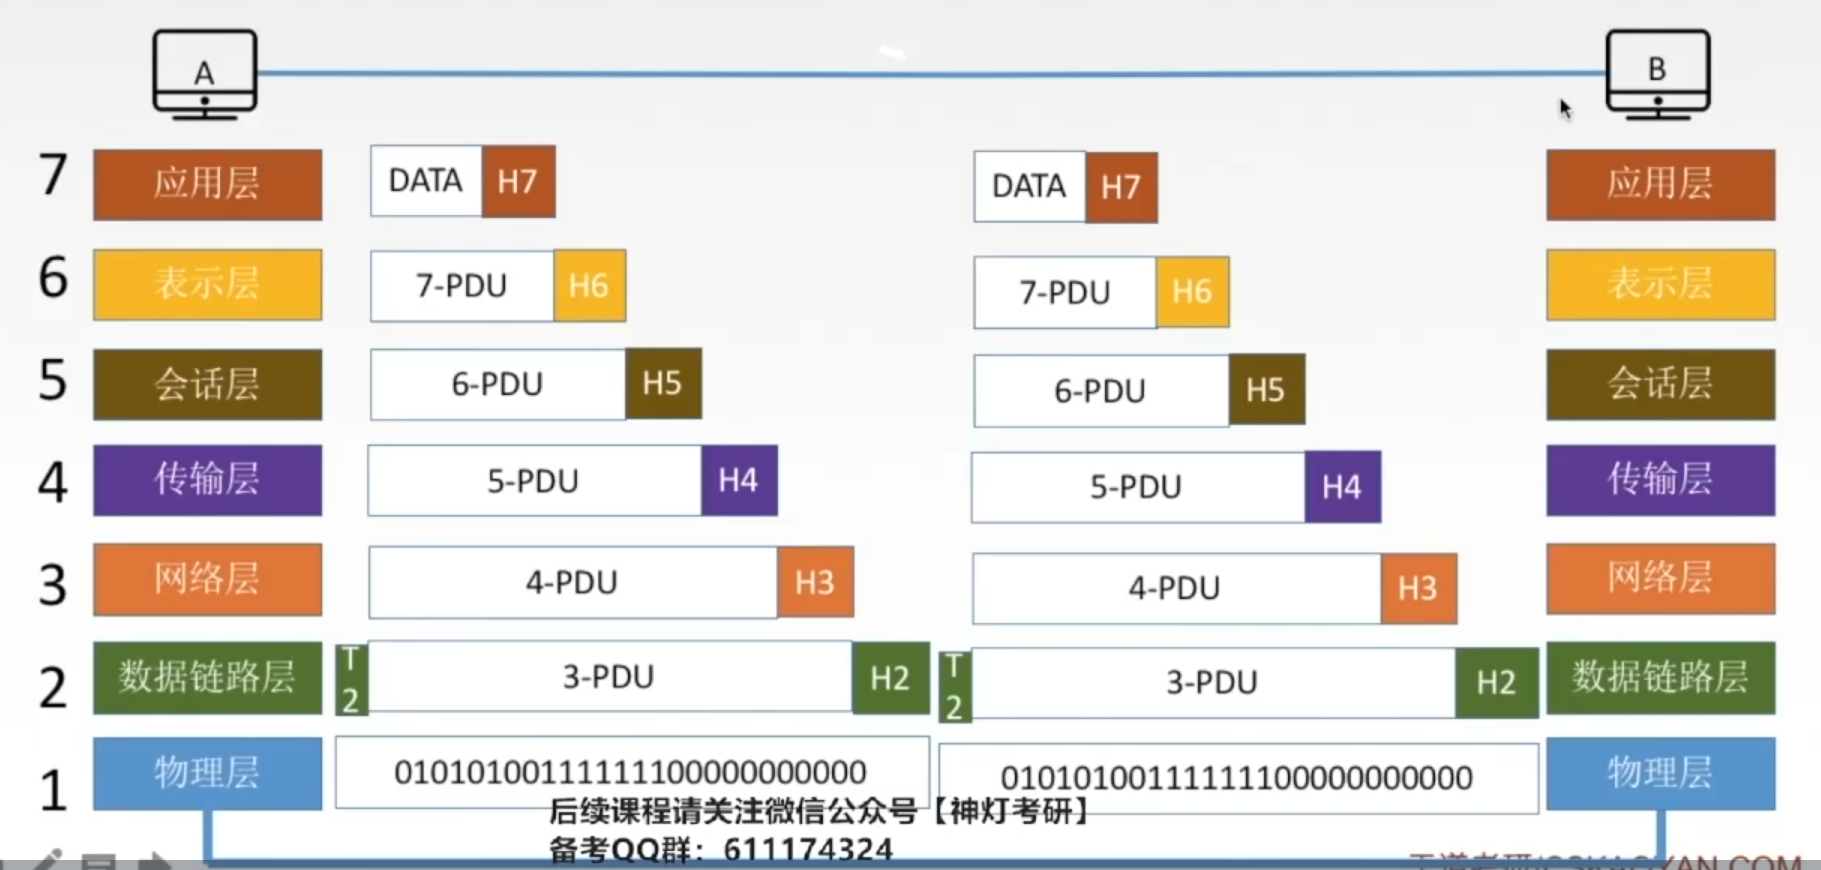 A B
7 应用层 DATA H7 DATA H7 应用层
6 表示层 7-PDU H6 7-PDU H6 表示层
5 会话层 6-PDU H5 6-PDU H5 会话层
4 传输层 5-PDU H4 5-PDU H4 传输层
3 网络层 4-PDU H3 4-PDU H3 网络层
2 数据链路层 T2 3-PDU H2 T2 3-PDU H2 数据链路层
1 物理层 010101001111111100000000000 010101001111111100000000000 物理层
后续课程请关注微信公众号【神灯考研】
备考QQ群：611174324